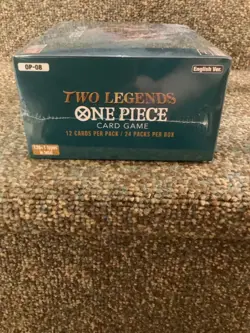 OP-08
English Ver.
TWO LEGENDS
ONE PIECE
CARD GAME
12 CARDS PER PACK / 24 PACKS PER BOX